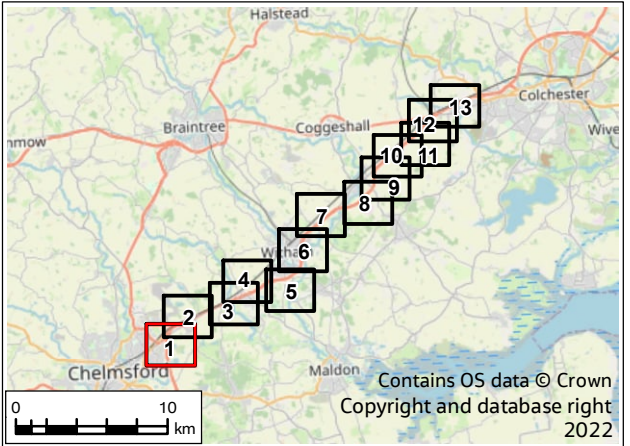 Halstead
Colchester
Braintree
Coggeshall
nmow
Wive
13
12
10
11
9
8
7
6
Witham
5
4
3
2
1
Chelmsford
Maldon
Contains OS data © Crown
Copyright and database right
2022
0 10
km